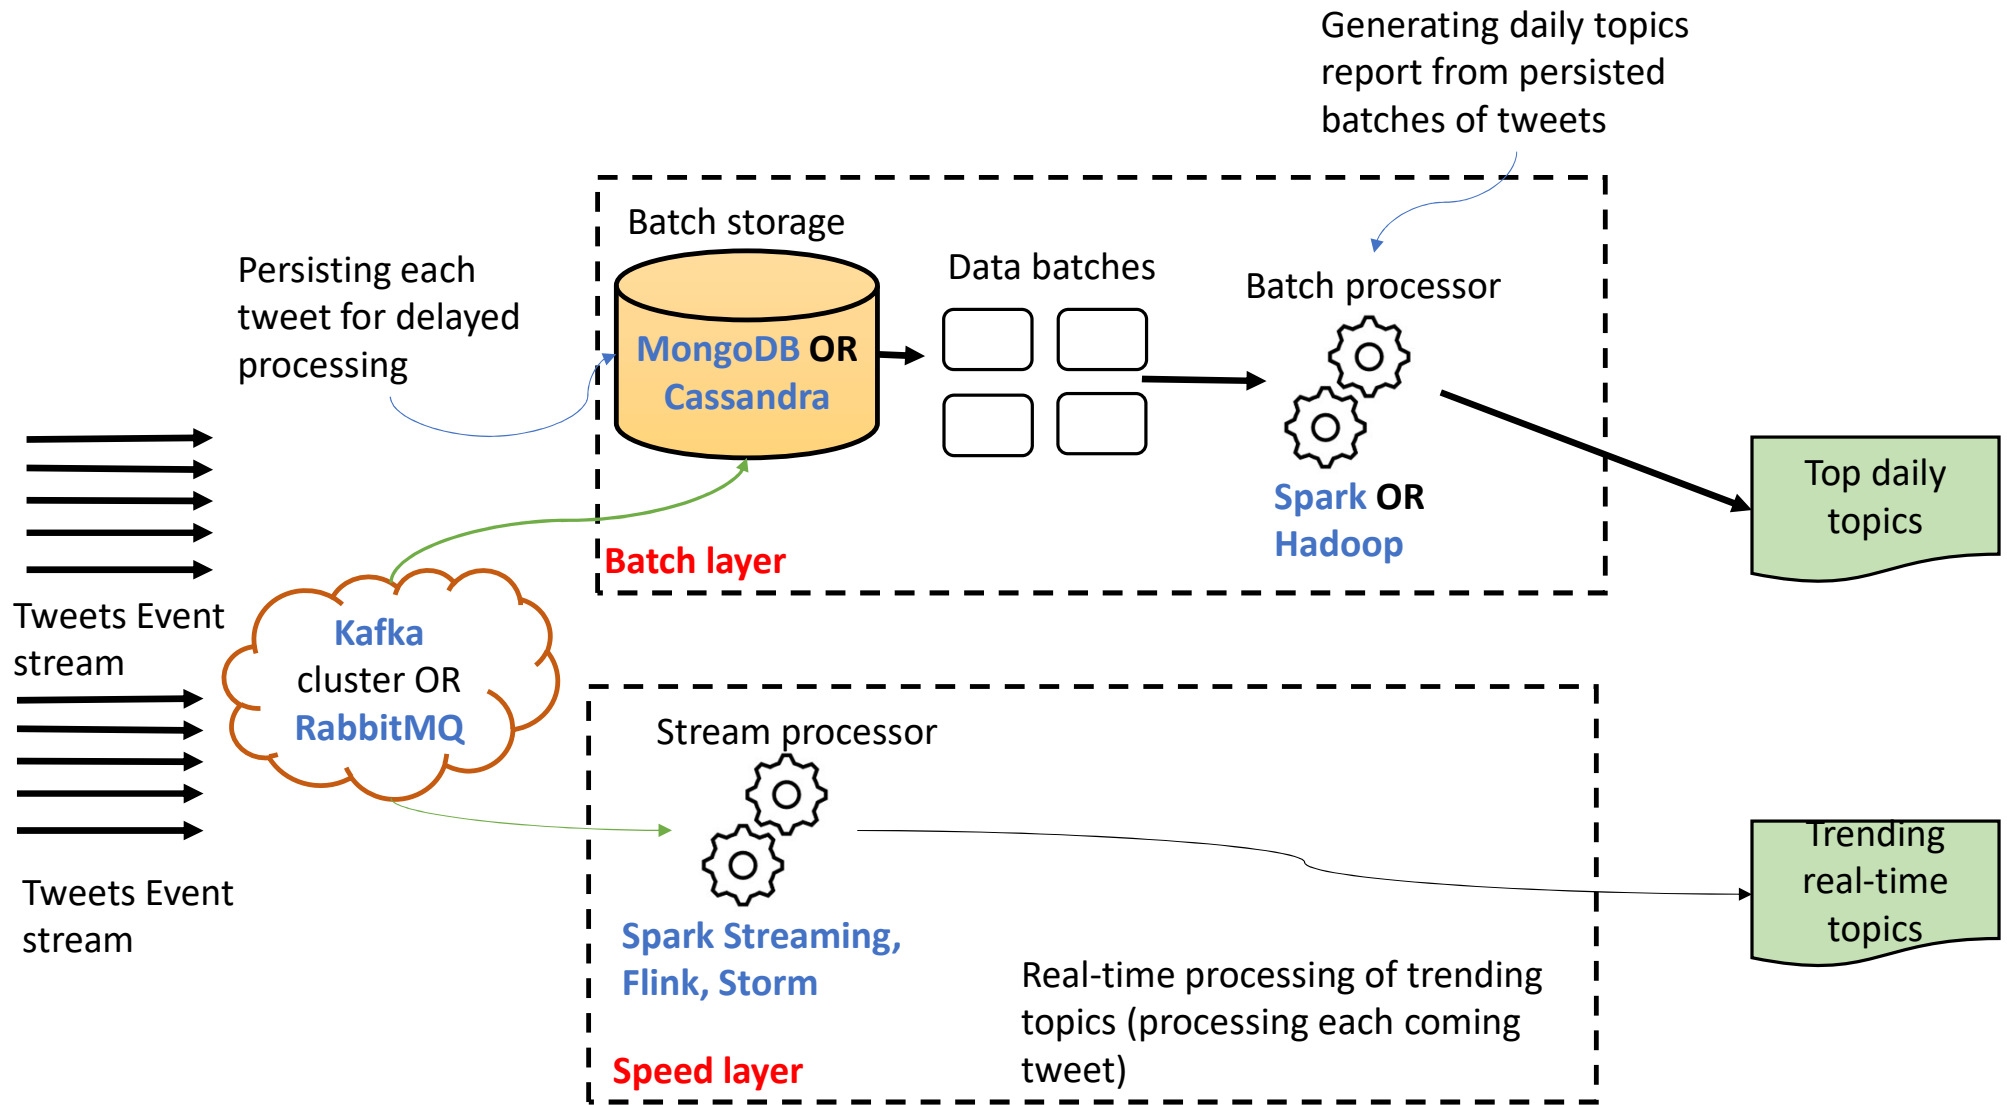 Generating daily topics
report from persisted
batches of tweets
Batch storage
Persisting each
tweet for delayed
processing
Data batches
Batch processor
MongoDB OR
Cassandra
Spark OR
Hadoop
Top daily
topics
Batch layer
Tweets Event
stream
Kafka
cluster OR
RabbitMQ
Stream processor
Trending
real-time
topics
Tweets Event
stream
Spark Streaming,
Flink, Storm
Real-time processing of trending
topics (processing each coming
tweet)
Speed layer